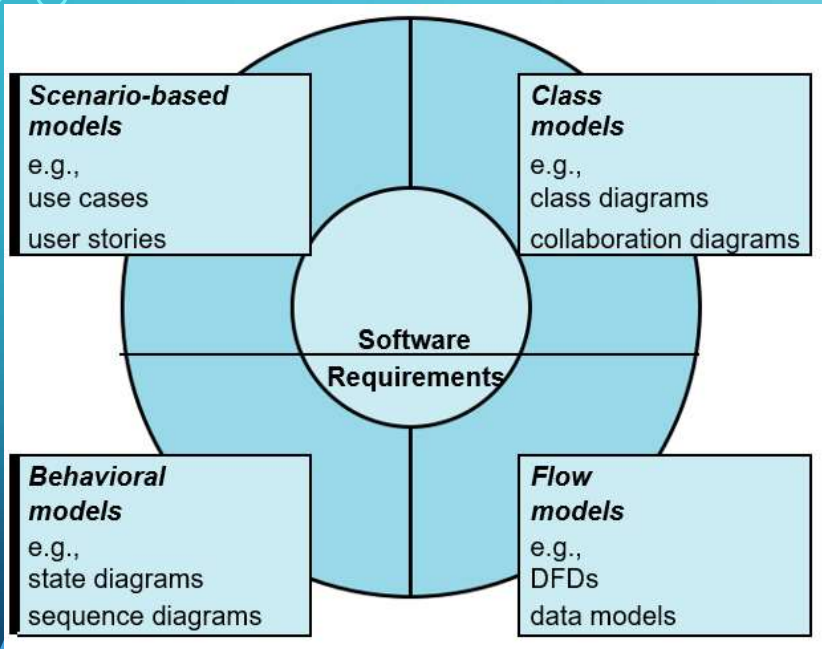 Scenario-based
models
e.g.,
use cases
user stories
Class
models
e.g.,
class diagrams
collaboration diagrams
Software
Requirements
Behavioral
models
e.g.,
state diagrams
sequence diagrams
Flow
models
e.g.,
DFDs
data models